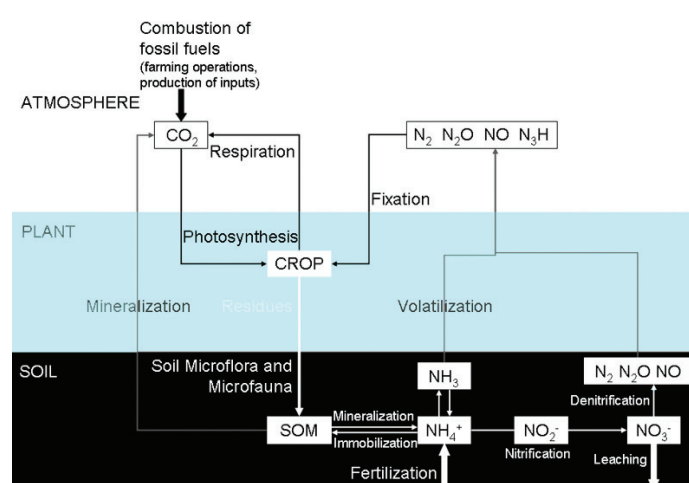 Combustion of
fossil fuels
(farming operations,
production of inputs)
ATMOSPHERE
CO₂
N₂ N₂O NO N₃H
Respiration
Fixation
PLANT
Photosynthesis
CROP
Mineralization
Residues
Volatilization
SOIL
Soil Microflora and
Microfauna
NH₃
N₂ N₂O NO
Denitrification
Mineralization
SOM
NH₄⁺
NO₂⁻
NO₃⁻
Immobilization
Nitrification
Leaching
Fertilization